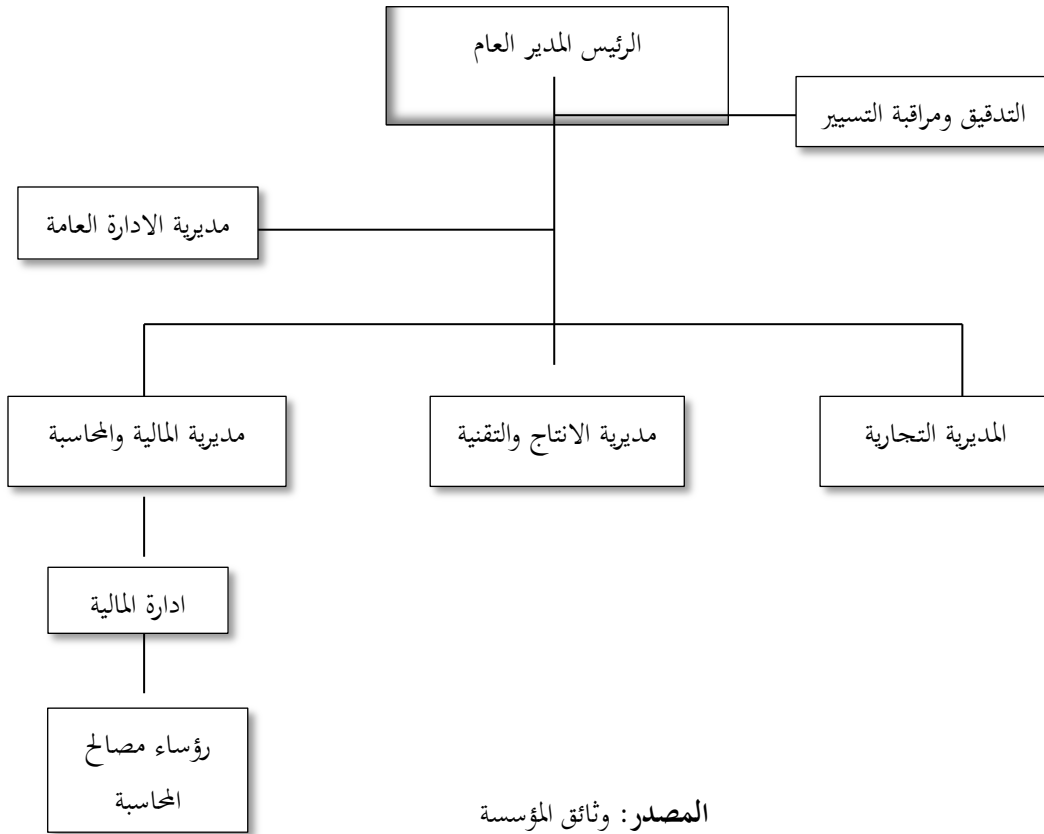 الرئيس المدير العام
التدقيق ومراقبة التسيير
مديرية الادارة العامة
المديرية التجارية
مديرية الانتاج والتقنية
مديرية المالية والمحاسبة
ادارة المالية
رؤساء مصالح
المحاسبة
المصدر: وثائق المؤسسة